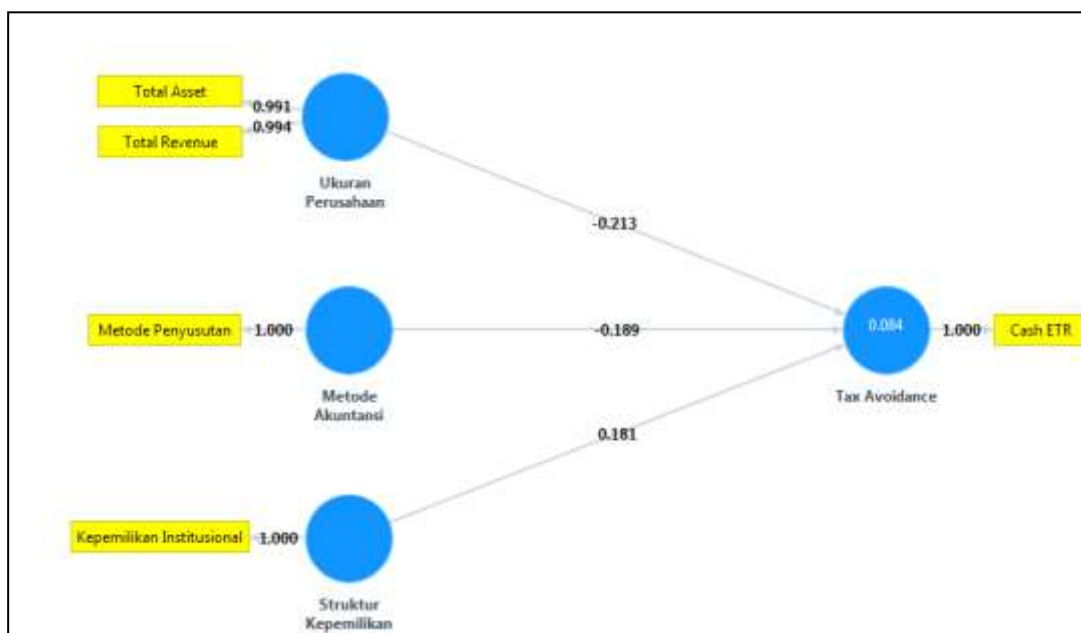 Total Asset
0.991
0.994
Total Revenue
Ukuran
Perusahaan
-0.213
Metode Penyusutan
1.000
Metode
Akuntansi
-0.189
0.084
1.000
Cash ETR
Tax Avoidance
0.181
Kepemilikan Institusional
1.000
Struktur
Kepemilikan